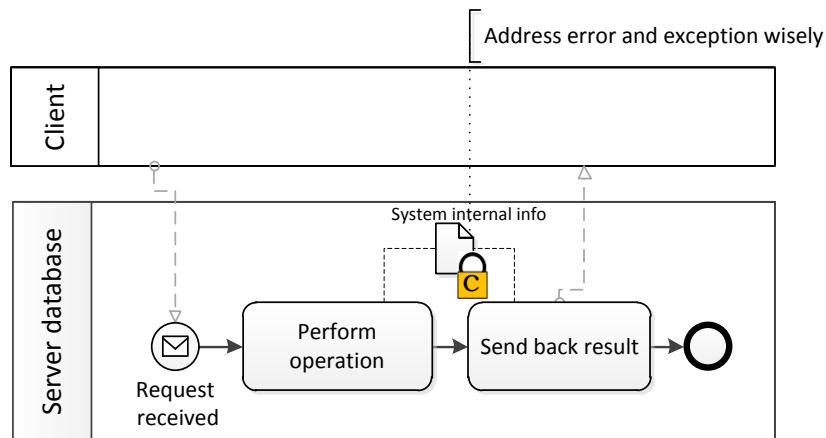 Address error and exception wisely
Client
System internal info
C
Server database
Perform
operation
Send back result
Request
received